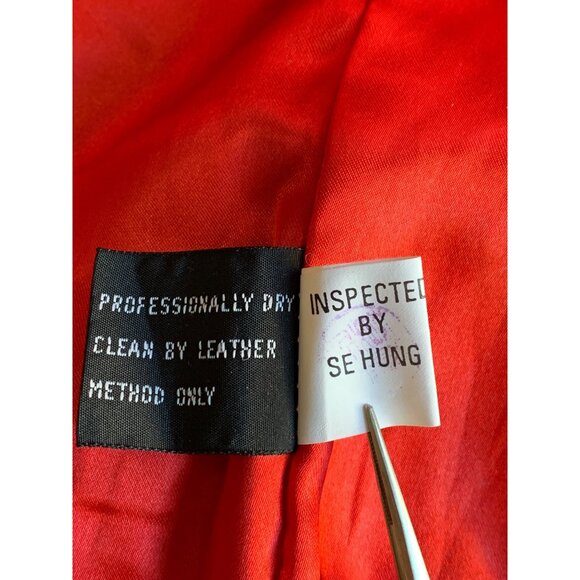 PROFESSIONALLY DRY
CLEAN BY LEATHER
METHOD ONLY
INSPECTED
BY
SE HUNG